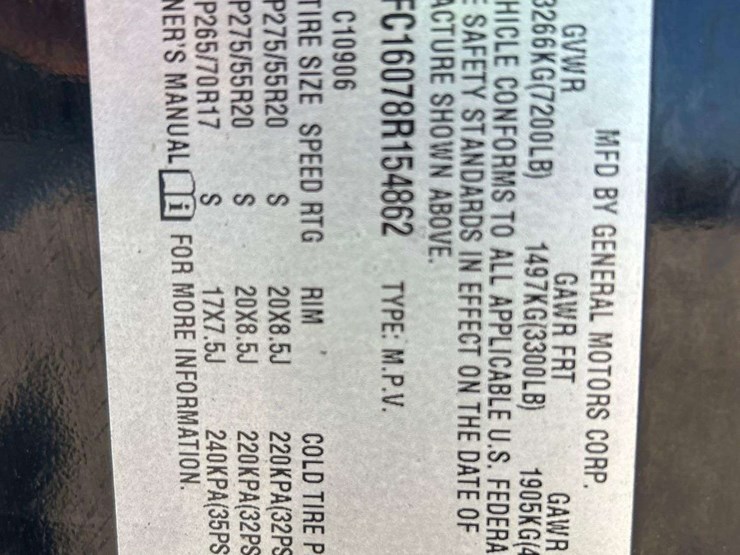 MFD BY GENERAL MOTORS CORP.
GVWR GAWR FRT GAWR
3266KG(7200LB) 1497KG(3300LB) 1905KG(4
HICLE CONFORMS TO ALL APPLICABLE U.S. FEDERA
E SAFETY STANDARDS IN EFFECT ON THE DATE OF
ACTURE SHOWN ABOVE.
FC16078R154862 TYPE: M.P.V.
C10906
TIRE SIZE SPEED RTG RIM COLD TIRE P
P275/55R20 S 20X8.5J 220KPA(32PS
P275/55R20 S 20X8.5J 220KPA(32PS
P265/70R17 S 17X7.5J 240KPA(35PS
NER'S MANUAL i FOR MORE INFORMATION.